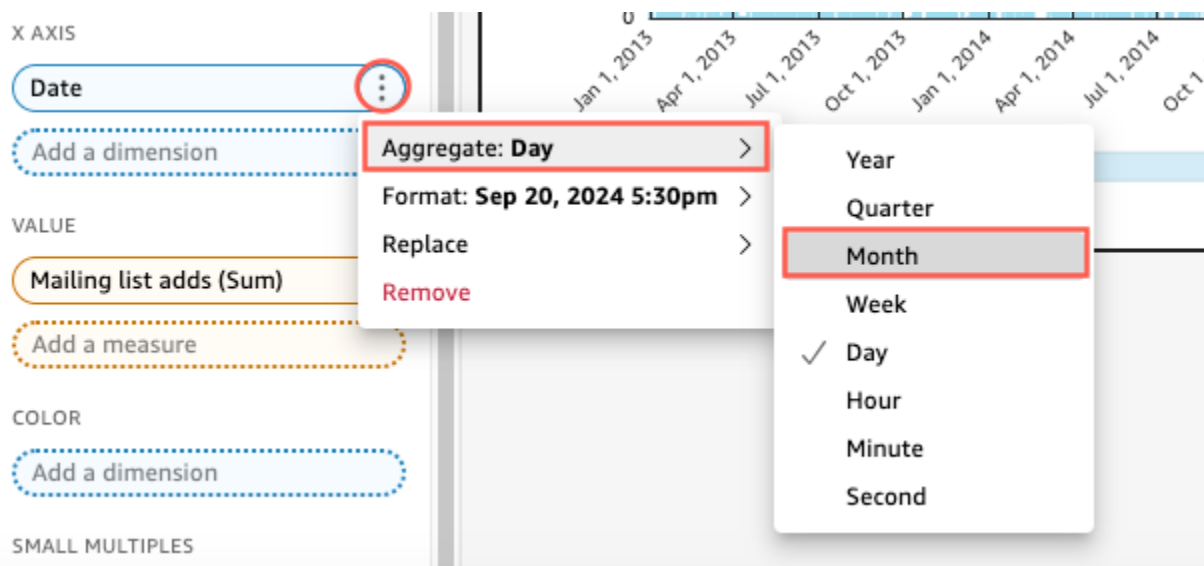 X AXIS
Date
Add a dimension
VALUE
Mailing list adds (Sum)
Add a measure
COLOR
Add a dimension
SMALL MULTIPLES
0
Jan 1, 2013
Apr 1, 2013
Jul 1, 2013
Oct 1, 2013
Jan 1, 2014
Apr 1, 2014
Jul 1, 2014
Oct 1
Aggregate: Day
Format: Sep 20, 2024 5:30pm
Replace
Remove
Year
Quarter
Month
Week
Day
Hour
Minute
Second